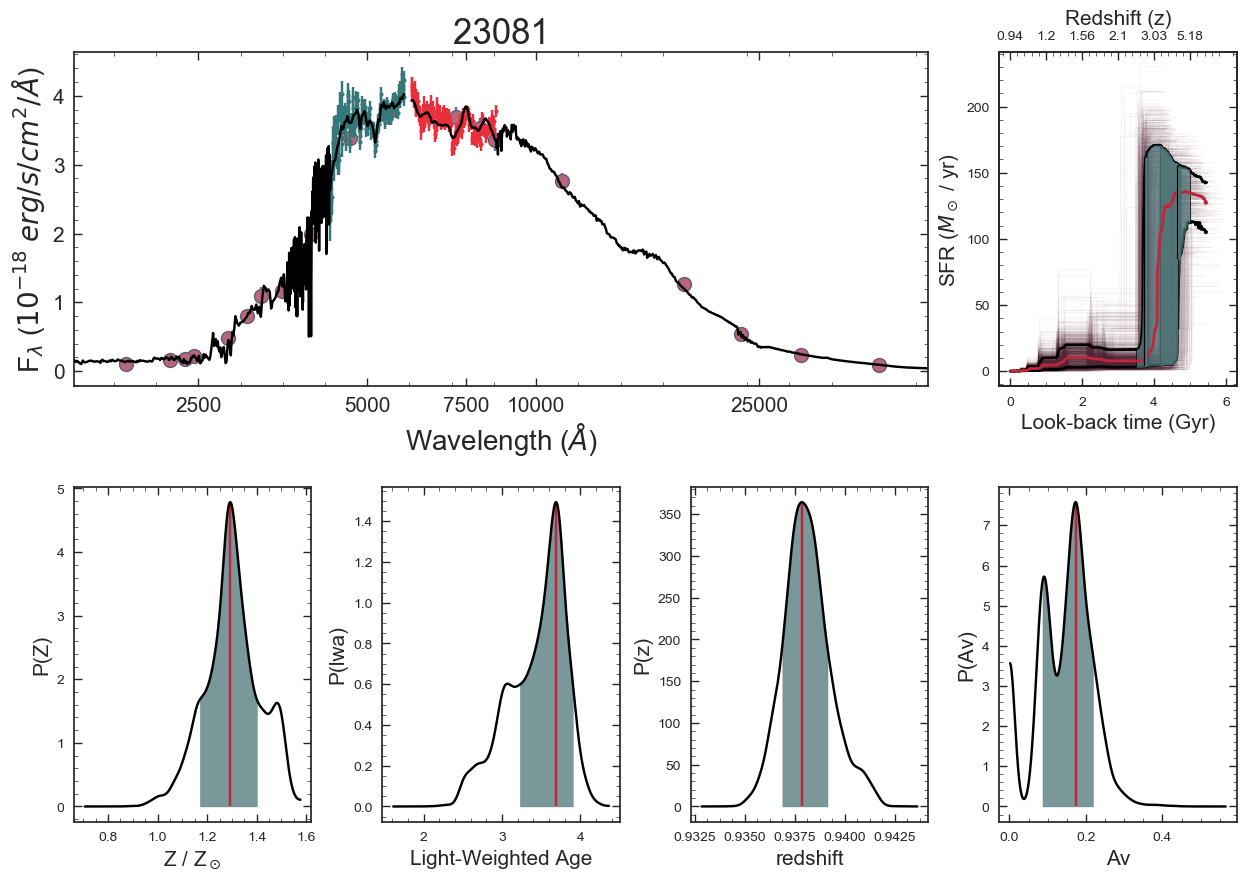 23081
F_λ (10^-18 erg/s/cm^2/Å)
4
3
2
1
0
2500 5000 7500 10000 25000
Wavelength (Å)
Redshift (z)
0.94 1.2 1.56 2.1 3.03 5.18
SFR (M_⊙ / yr)
200
150
100
50
0
0 2 4 6
Look-back time (Gyr)
P(Z)
5
4
3
2
1
0
0.8 1.0 1.2 1.4 1.6
Z / Z_⊙
P(lwa)
1.4
1.2
1.0
0.8
0.6
0.4
0.2
0.0
2 3 4
Light-Weighted Age
P(z)
350
300
250
200
150
100
50
0
0.9325 0.9350 0.9375 0.9400 0.9425
redshift
P(Av)
7
6
5
4
3
2
1
0
0.0 0.2 0.4
Av